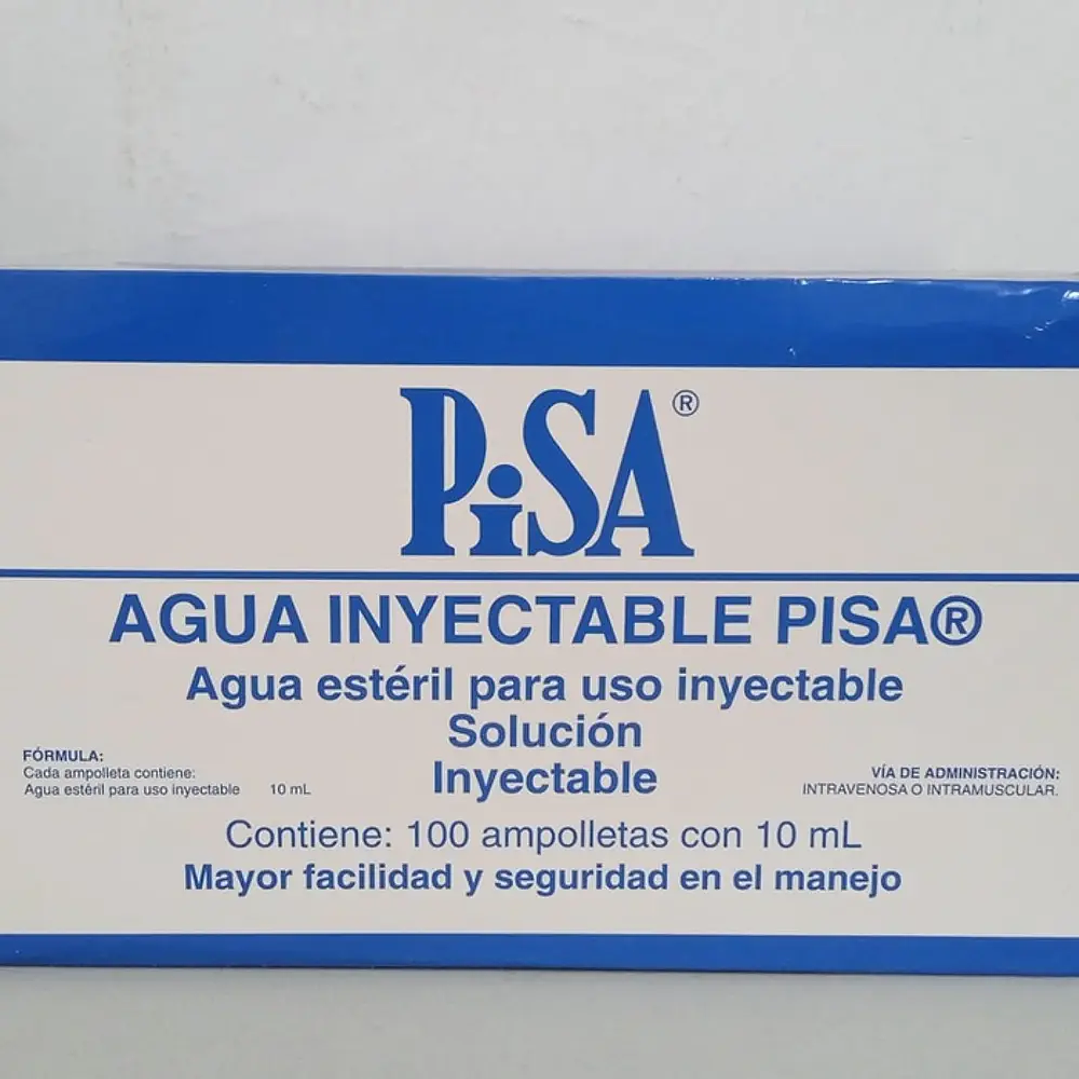 PiSA®
AGUA INYECTABLE PISA®
Agua estéril para uso inyectable
Solución
Inyectable
FÓRMULA:
Cada ampolleta contiene:
Agua estéril para uso inyectable 10 mL
VÍA DE ADMINISTRACIÓN:
INTRAVENOSA O INTRAMUSCULAR.
Contiene: 100 ampolletas con 10 mL
Mayor facilidad y seguridad en el manejo